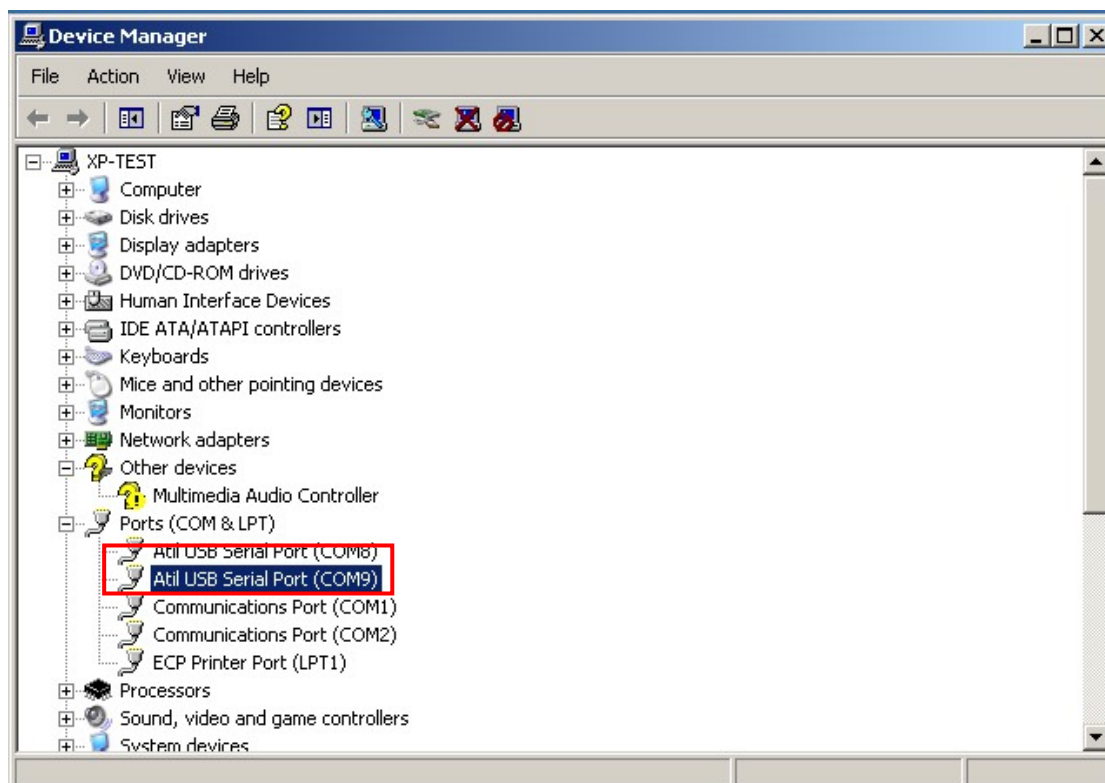 Device Manager
File Action View Help
XP-TEST
Computer
Disk drives
Display adapters
DVD/CD-ROM drives
Human Interface Devices
IDE ATA/ATAPI controllers
Keyboards
Mice and other pointing devices
Monitors
Network adapters
Other devices
Multimedia Audio Controller
Ports (COM & LPT)
Atil USB Serial Port (COM8)
Atil USB Serial Port (COM9)
Communications Port (COM1)
Communications Port (COM2)
ECP Printer Port (LPT1)
Processors
Sound, video and game controllers
System devices